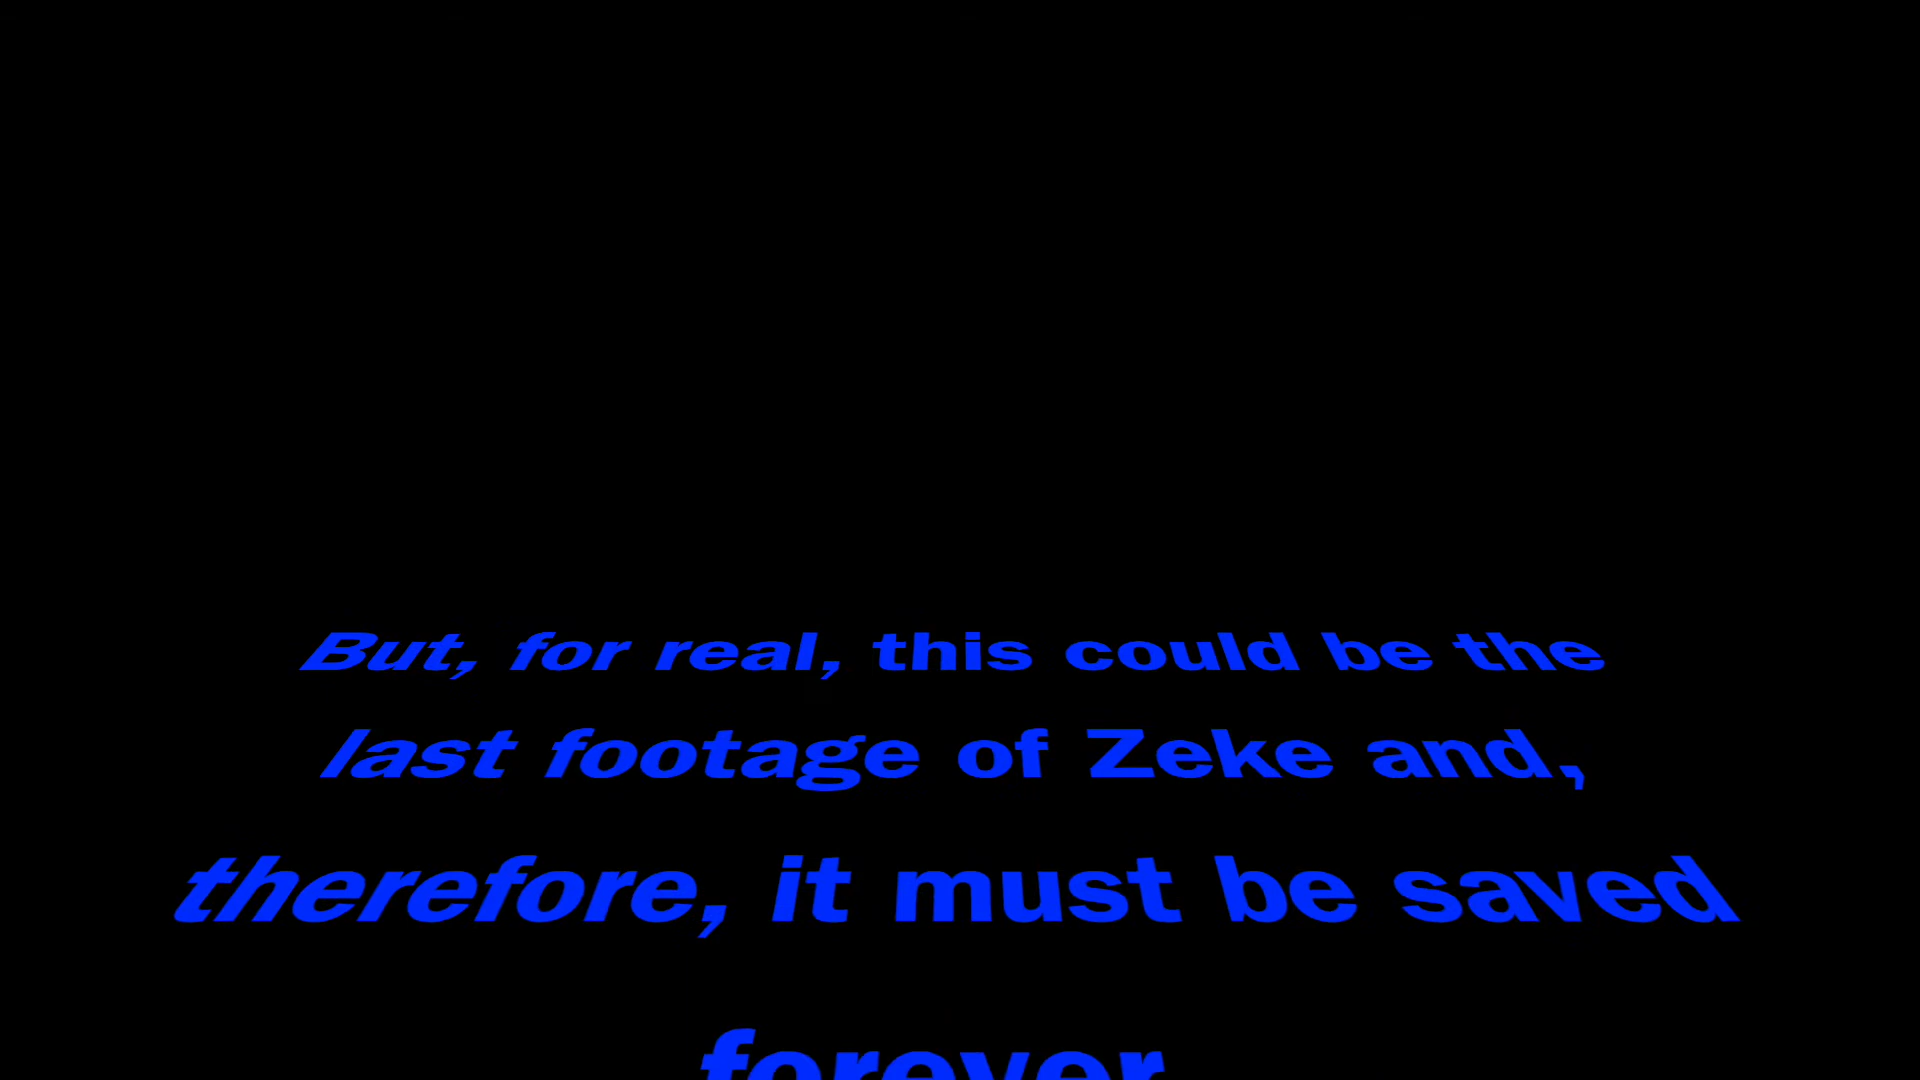 But, for real, this could be the
last footage of Zeke and,
therefore, it must be saved
forever